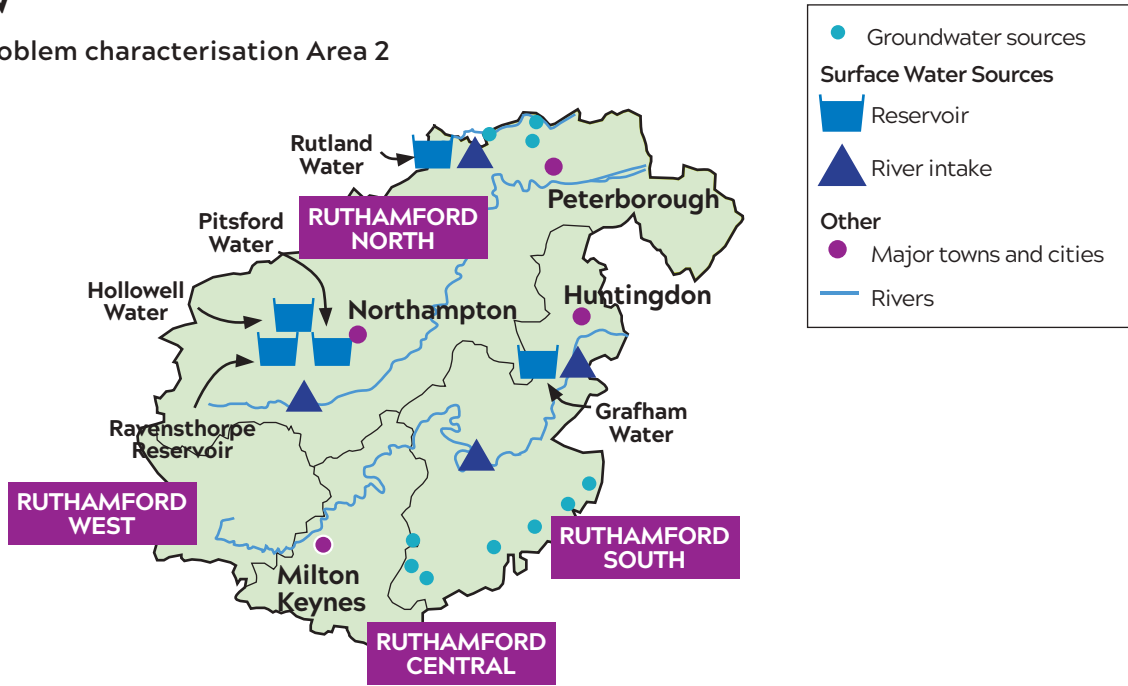 oblem characterisation Area 2
Groundwater sources
Surface Water Sources
Reservoir
River intake
Other
Major towns and cities
Rivers
Rutland
Water
Peterborough
RUTHAMFORD
NORTH
Pitsford
Water
Hollowell
Water
Northampton
Huntingdon
Ravensthorpe
Reservoir
Grafham
Water
RUTHAMFORD
WEST
RUTHAMFORD
SOUTH
Milton
Keynes
RUTHAMFORD
CENTRAL